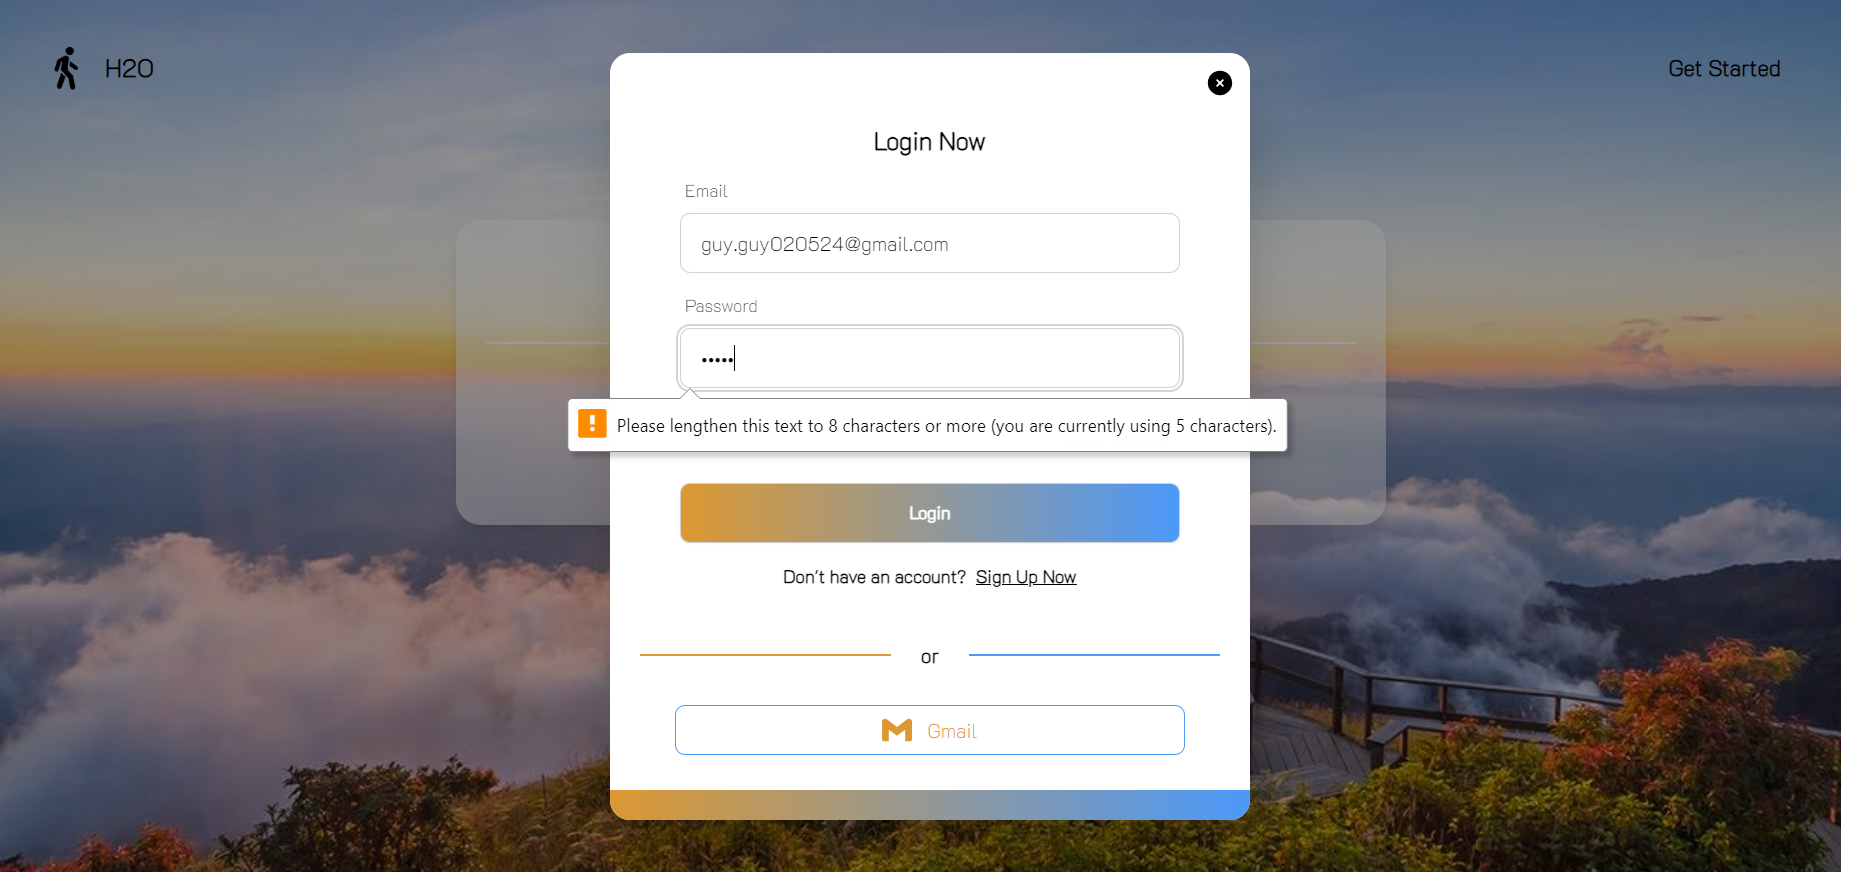 H2O
Get Started
Login Now
Email
guy.guy020524@gmail.com
Password
•••••
Please lengthen this text to 8 characters or more (you are currently using 5 characters).
Login
Don't have an account? Sign Up Now
or
Gmail